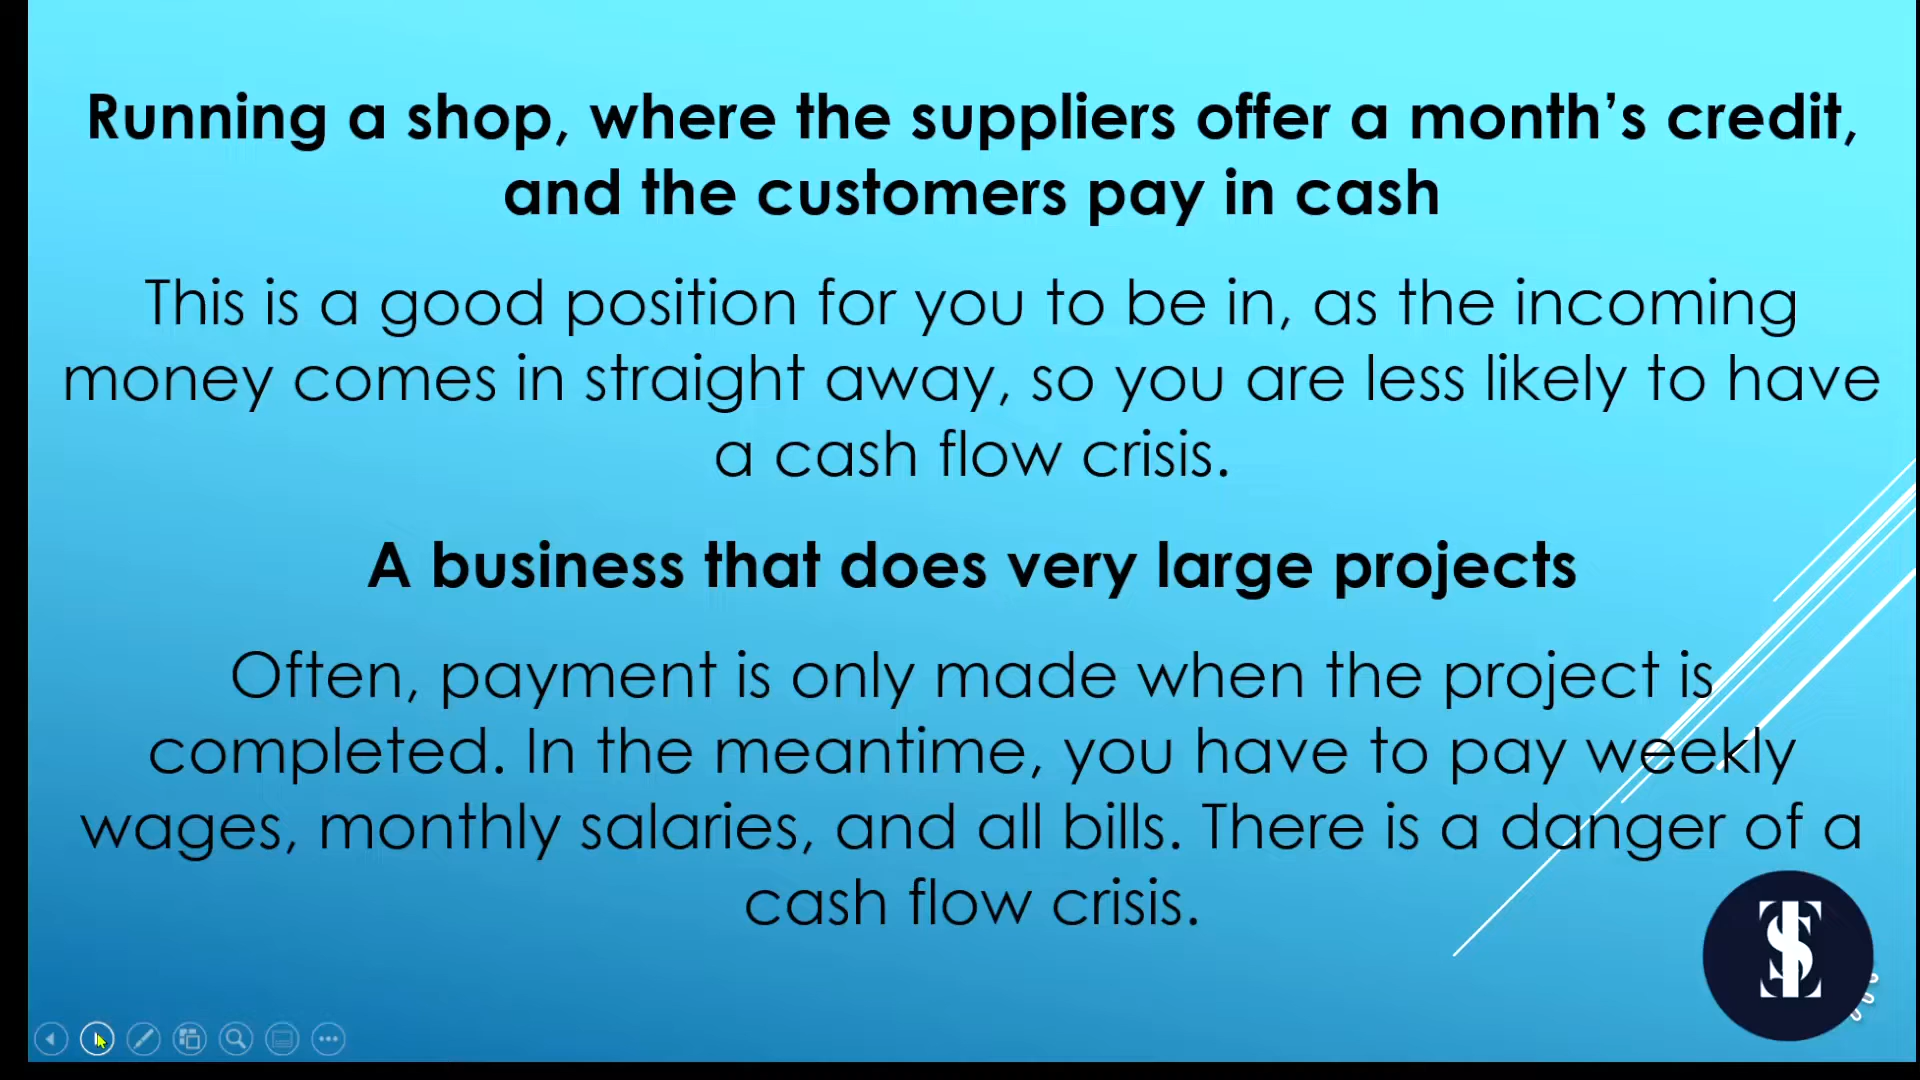 Running a shop, where the suppliers offer a month’s credit,
and the customers pay in cash
This is a good position for you to be in, as the incoming
money comes in straight away, so you are less likely to have
a cash flow crisis.
A business that does very large projects
Often, payment is only made when the project is
completed. In the meantime, you have to pay weekly
wages, monthly salaries, and all bills. There is a danger of a
cash flow crisis.